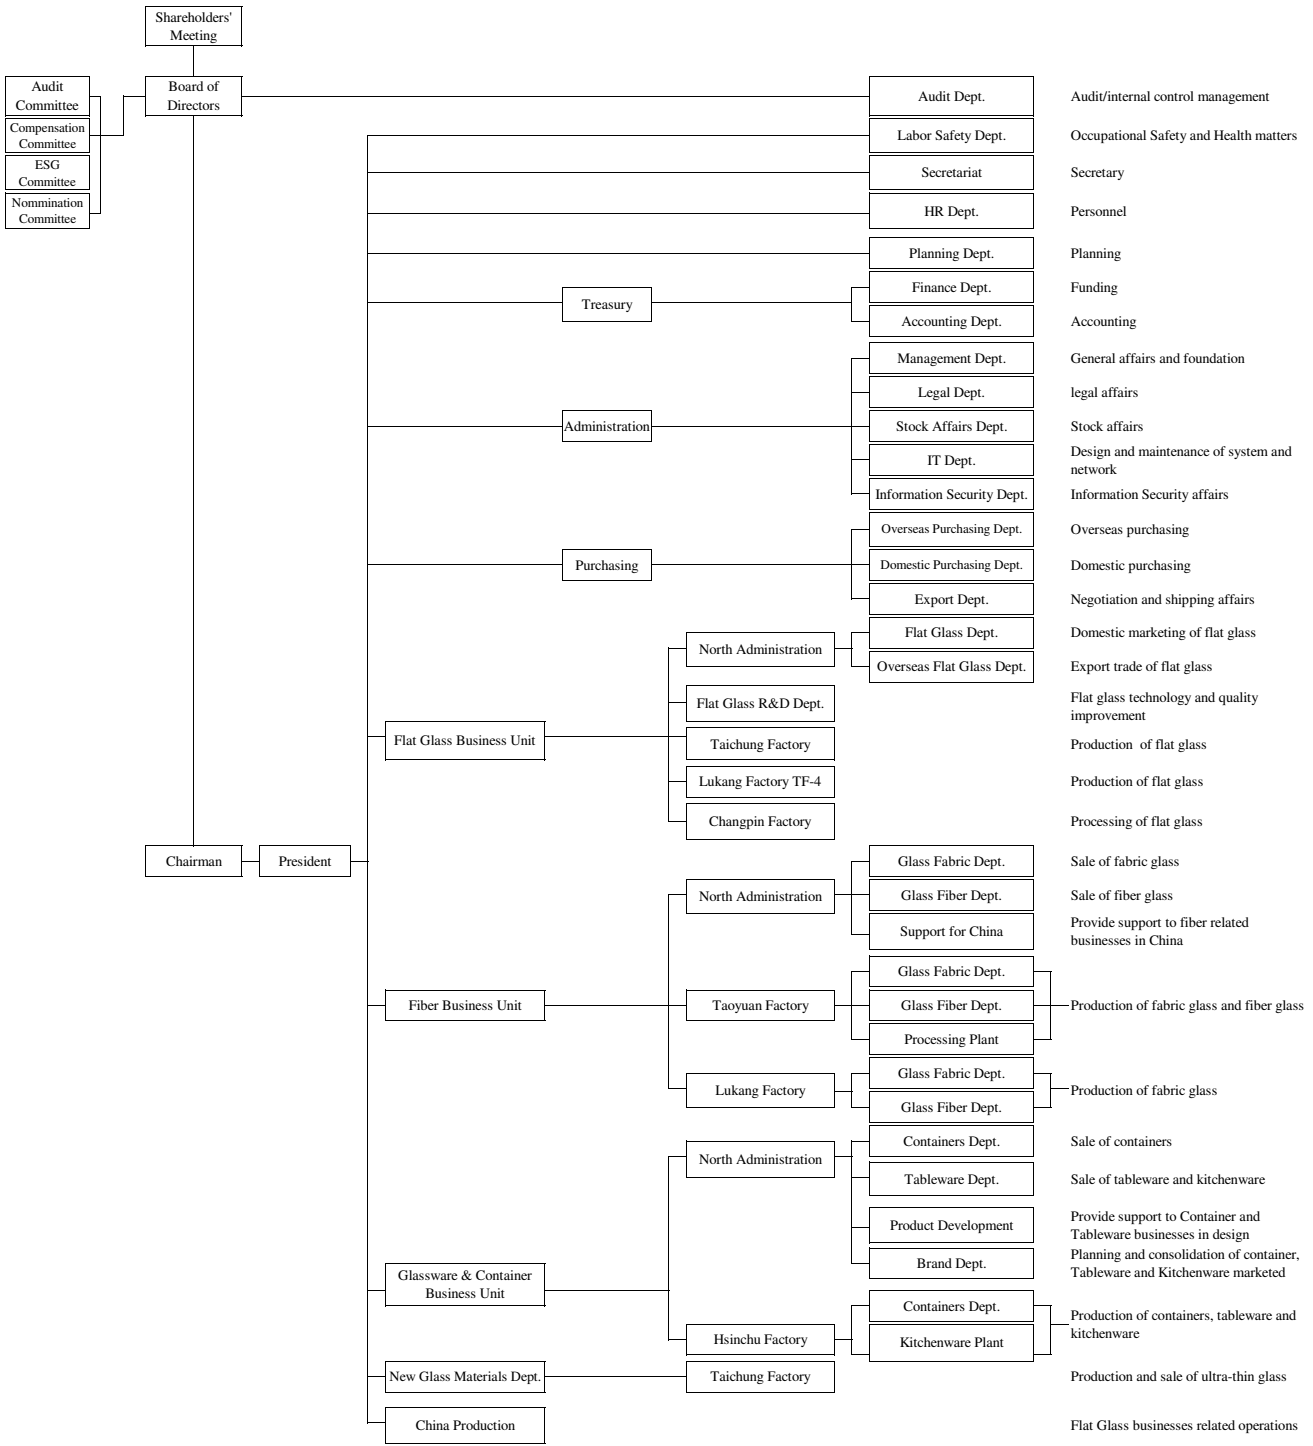 Shareholders'
Meeting
Audit
Committee
Board of
Directors
Audit Dept.
Audit/internal control management
Compensation
Committee
Labor Safety Dept.
Occupational Safety and Health matters
ESG
Committee
Secretariat
Secretary
Nommination
Committee
HR Dept.
Personnel
Planning Dept.
Planning
Treasury
Finance Dept.
Funding
Accounting Dept.
Accounting
Management Dept.
General affairs and foundation
Legal Dept.
legal affairs
Administration
Stock Affairs Dept.
Stock affairs
IT Dept.
Design and maintenance of system and
network
Information Security Dept.
Information Security affairs
Overseas Purchasing Dept.
Overseas purchasing
Purchasing
Domestic Purchasing Dept.
Domestic purchasing
Export Dept.
Negotiation and shipping affairs
North Administration
Flat Glass Dept.
Domestic marketing of flat glass
Overseas Flat Glass Dept.
Export trade of flat glass
Flat Glass R&D Dept.
Flat glass technology and quality
improvement
Flat Glass Business Unit
Taichung Factory
Production  of flat glass
Lukang Factory TF-4
Production of flat glass
Changpin Factory
Processing of flat glass
Chairman
President
Glass Fabric Dept.
Sale of fabric glass
North Administration
Glass Fiber Dept.
Sale of fiber glass
Support for China
Provide support to fiber related
businesses in China
Glass Fabric Dept.
Fiber Business Unit
Taoyuan Factory
Glass Fiber Dept.
Production of fabric glass and fiber glass
Processing Plant
Glass Fabric Dept.
Lukang Factory
Production of fabric glass
Glass Fiber Dept.
Containers Dept.
Sale of containers
North Administration
Tableware Dept.
Sale of tableware and kitchenware
Product Development
Provide support to Container and
Tableware businesses in design
Brand Dept.
Planning and consolidation of container,
Tableware and Kitchenware marketed
Glassware & Container
Business Unit
Containers Dept.
Production of containers, tableware and
kitchenware
Hsinchu Factory
Kitchenware Plant
New Glass Materials Dept.
Taichung Factory
Production and sale of ultra-thin glass
China Production
Flat Glass businesses related operations